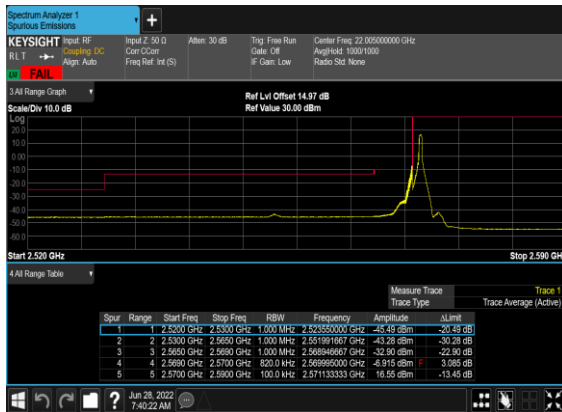 Spectrum Analyzer 1
Spurious Emissions
KEYSIGHT Input: RF Input Z: 50 Ω Atten: 30 dB Trig: Free Run Center Freq: 22.005000000 GHz
RLT Coupling: DC Corr CCorr Gate: Off Avg|Hold: 1000/1000
Align: Auto Freq Ref: Int (S) IF Gain: Low Radio Std: None
FAIL
3 All Range Graph
Ref Lvl Offset 14.97 dB
Scale/Div 10.0 dB Ref Value 30.00 dBm
Log
20.0
10.0
0.00
-10.0
-20.0
-30.0
-40.0
-50.0
-60.0
Start 2.520 GHz Stop 2.590 GH
4 All Range Table
Measure Trace Trace 1
Trace Type Trace Average (Active)
Spur Range Start Freq Stop Freq RBW Frequency Amplitude ΔLimit
1 1 2.5200 GHz 2.5300 GHz 1.000 MHz 2.523550000 GHz -45.49 dBm -20.49 dB
2 2 2.5300 GHz 2.5650 GHz 1.000 MHz 2.551991667 GHz -43.28 dBm -30.28 dB
3 3 2.5650 GHz 2.5690 GHz 1.000 MHz 2.568946667 GHz -32.90 dBm -22.90 dB
4 4 2.5690 GHz 2.5700 GHz 820.0 kHz 2.569995000 GHz -6.915 dBm F 3.085 dB
5 5 2.5700 GHz 2.5900 GHz 100.0 kHz 2.571133333 GHz 16.55 dBm -13.45 dB
Jun 28, 2022
7:40:22 AM